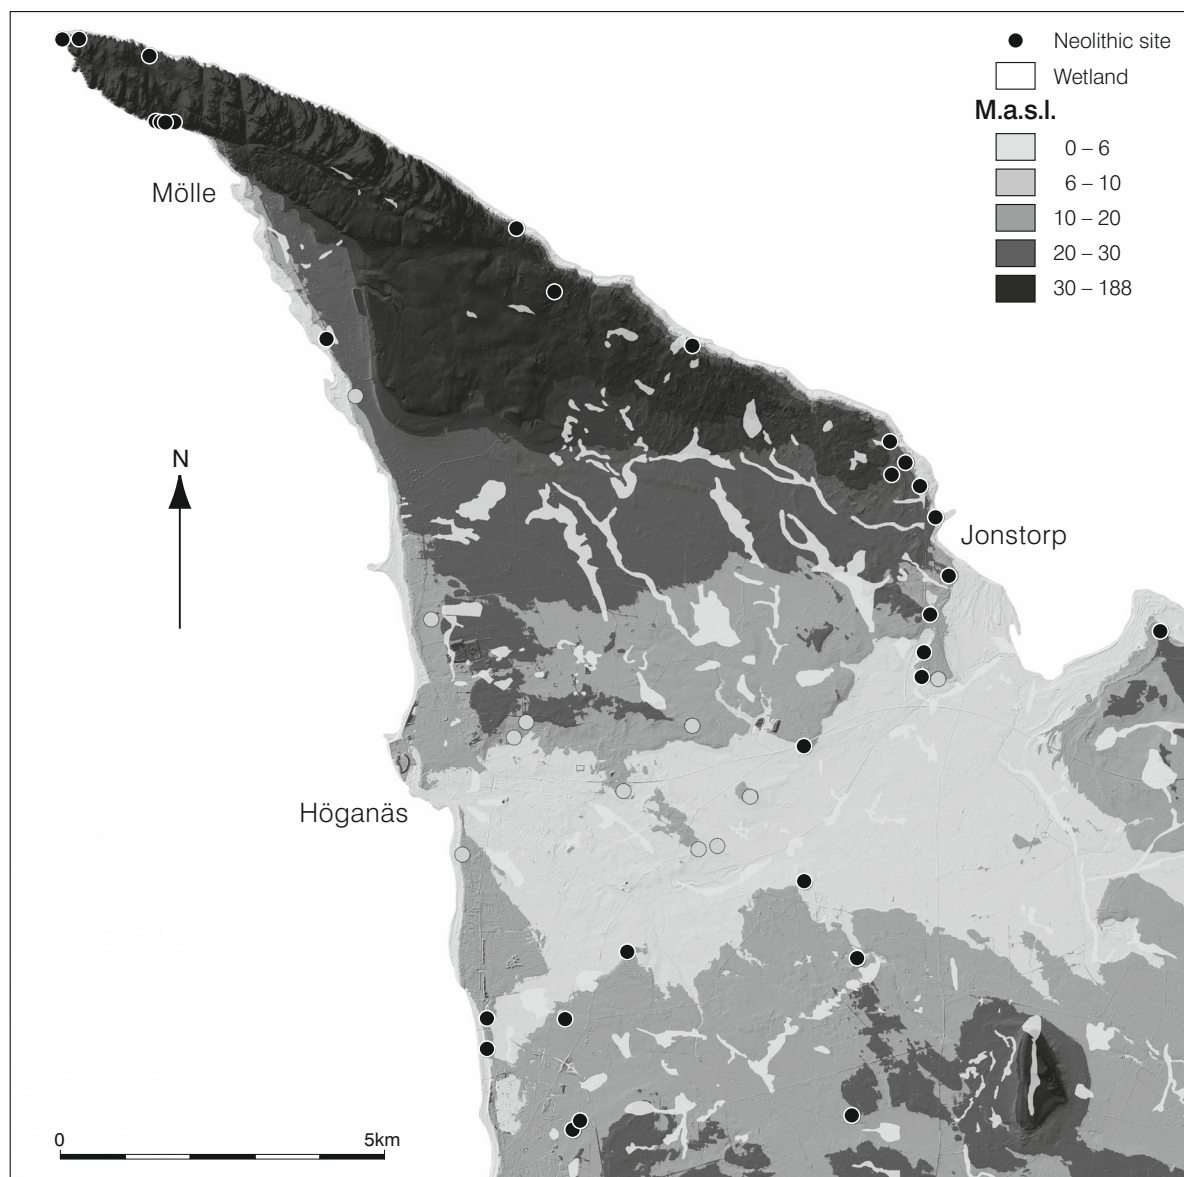 Neolithic site
Wetland
M.a.s.l.
0 – 6
6 – 10
10 – 20
20 – 30
30 – 188
Mölle
N
Jonstorp
Höganäs
0 5km